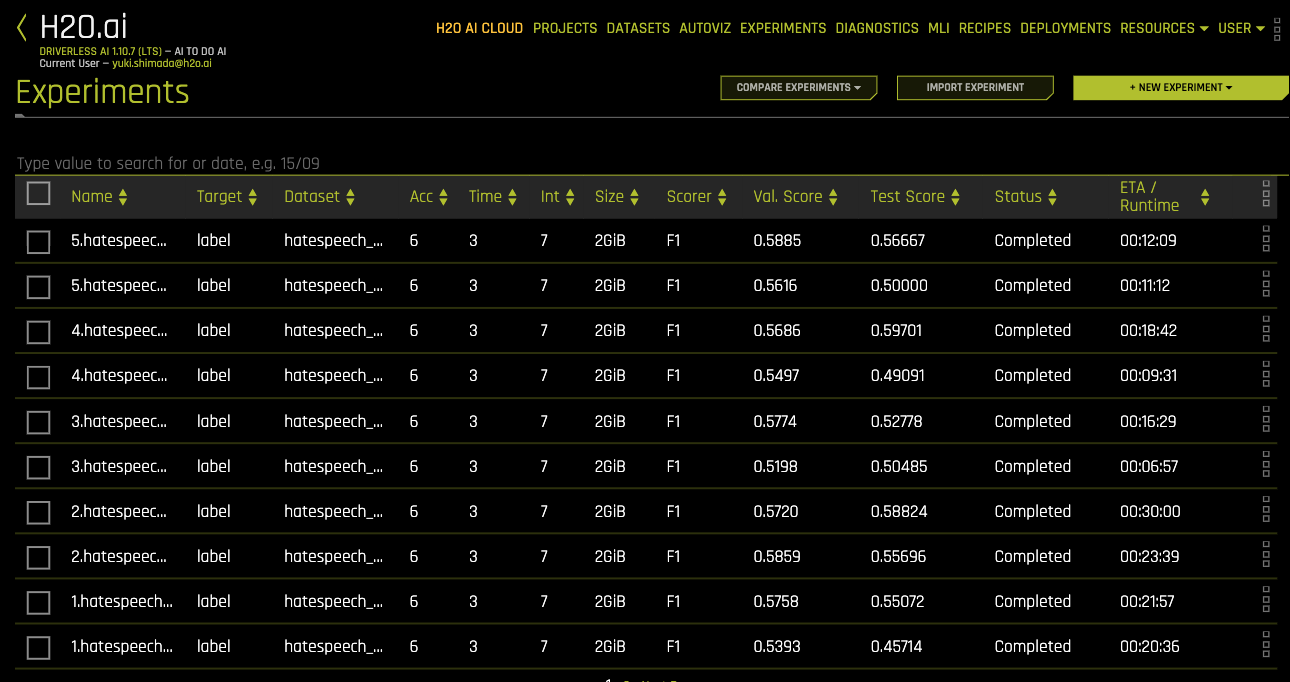 H2O.ai
DRIVERLESS AI 1.10.7 (LTS) – AI TO DO AI
Current User – yuki.shimada@h2o.ai
H2O AI CLOUD PROJECTS DATASETS AUTOVIZ EXPERIMENTS DIAGNOSTICS MLI RECIPES DEPLOYMENTS RESOURCES USER
Experiments
COMPARE EXPERIMENTS IMPORT EXPERIMENT + NEW EXPERIMENT
Type value to search for or date, e.g. 15/09
Name Target Dataset Acc Time Int Size Scorer Val. Score Test Score Status ETA / Runtime
5.hatespeec... label hatespeech_... 6 3 7 2GiB F1 0.5885 0.56667 Completed 00:12:09
5.hatespeec... label hatespeech_... 6 3 7 2GiB F1 0.5616 0.50000 Completed 00:11:12
4.hatespeec... label hatespeech_... 6 3 7 2GiB F1 0.5686 0.59701 Completed 00:18:42
4.hatespeec... label hatespeech_... 6 3 7 2GiB F1 0.5497 0.49091 Completed 00:09:31
3.hatespeec... label hatespeech_... 6 3 7 2GiB F1 0.5774 0.52778 Completed 00:16:29
3.hatespeec... label hatespeech_... 6 3 7 2GiB F1 0.5198 0.50485 Completed 00:06:57
2.hatespeec... label hatespeech_... 6 3 7 2GiB F1 0.5720 0.58824 Completed 00:30:00
2.hatespeec... label hatespeech_... 6 3 7 2GiB F1 0.5859 0.55696 Completed 00:23:39
1.hatespeech... label hatespeech_... 6 3 7 2GiB F1 0.5758 0.55072 Completed 00:21:57
1.hatespeech... label hatespeech_... 6 3 7 2GiB F1 0.5393 0.45714 Completed 00:20:36